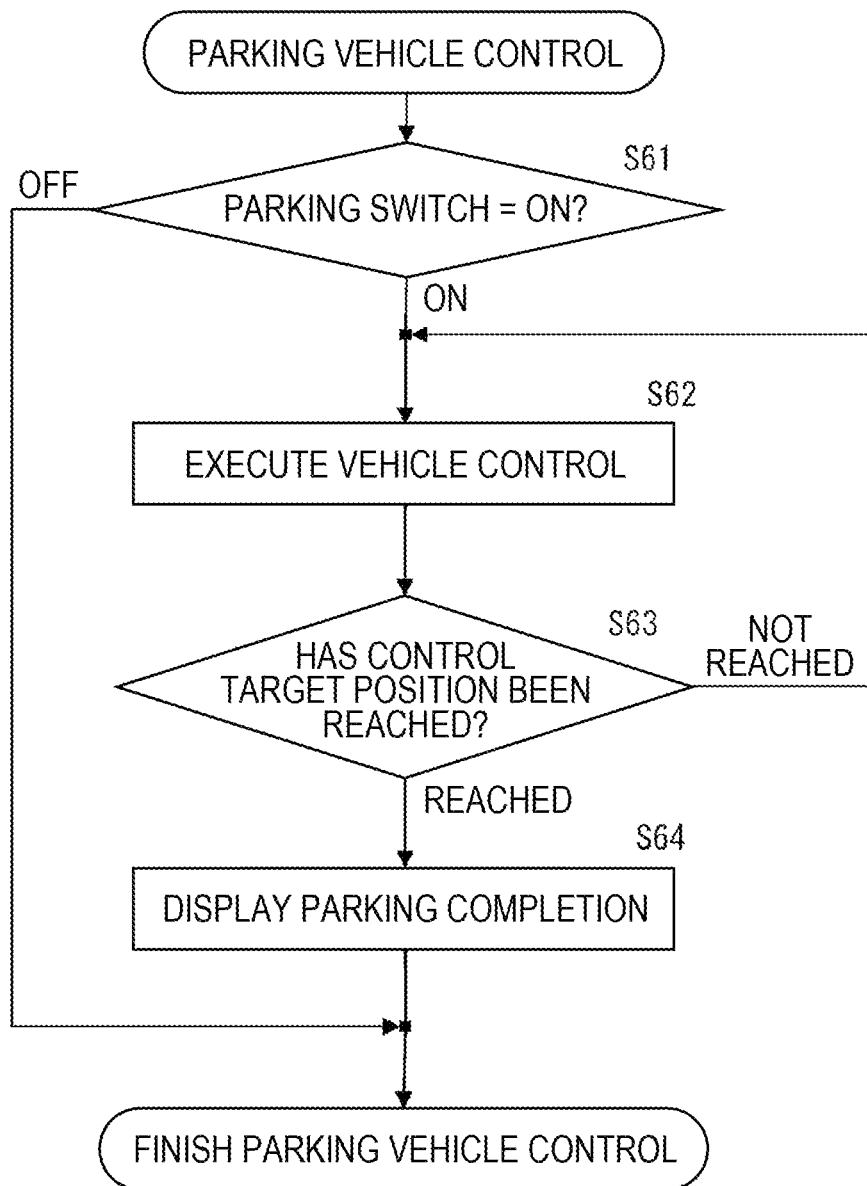 PARKING VEHICLE CONTROL
S61
OFF
PARKING SWITCH = ON?
ON
S62
EXECUTE VEHICLE CONTROL
S63
NOT
REACHED
HAS CONTROL
TARGET POSITION BEEN
REACHED?
REACHED
S64
DISPLAY PARKING COMPLETION
FINISH PARKING VEHICLE CONTROL